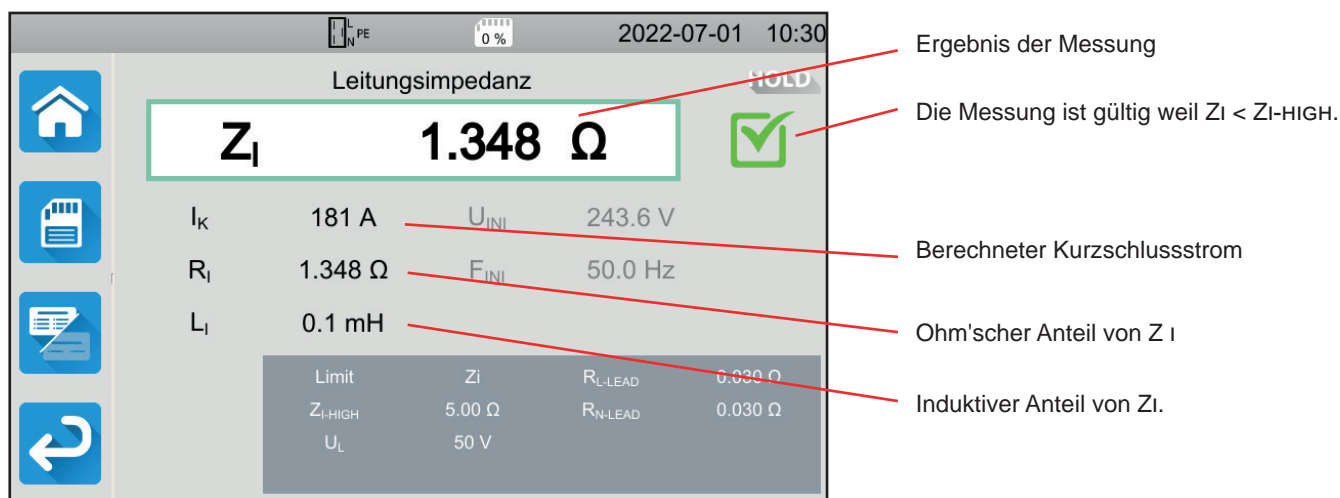 L
N PE
0 %
2022-07-01 10:30
Leitungsimpedanz
HOLD
ZI 1.348 Ω
IK 181 A UINI 243.6 V
RI 1.348 Ω FINI 50.0 Hz
LI 0.1 mH
Limit Zi RL-LEAD 0.030 Ω
ZI-HIGH 5.00 Ω RN-LEAD 0.030 Ω
UL 50 V
Ergebnis der Messung
Die Messung ist gültig weil ZI < ZI-HIGH.
Berechneter Kurzschlussstrom
Ohm'scher Anteil von Z I
Induktiver Anteil von ZI.